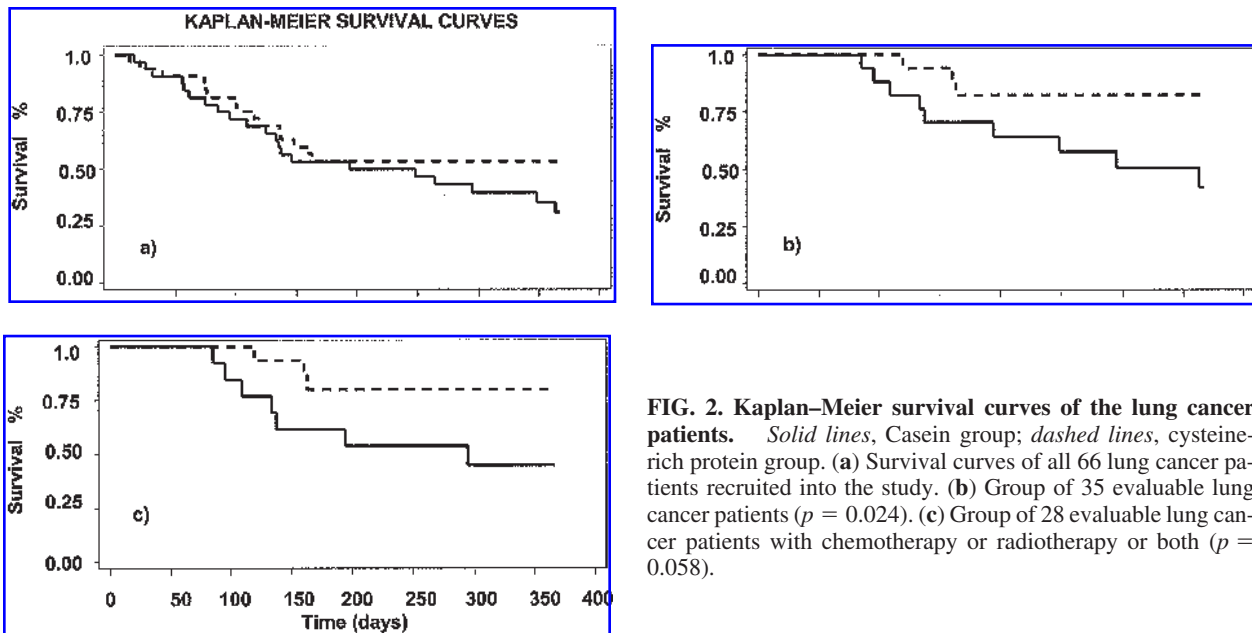 KAPLAN-MEIER SURVIVAL CURVES
1.0
0.75
0.50
0.25
0.00
Survival %
a)
1.0
0.75
0.50
0.25
0.00
Survival %
b)
1.0
0.75
0.50
0.25
0.00
Survival %
c)
0 50 100 150 200 250 300 350 400
Time (days)
FIG. 2. Kaplan–Meier survival curves of the lung cancer
patients. Solid lines, Casein group; dashed lines, cysteine-
rich protein group. (a) Survival curves of all 66 lung cancer pa-
tients recruited into the study. (b) Group of 35 evaluable lung
cancer patients (p = 0.024). (c) Group of 28 evaluable lung can-
cer patients with chemotherapy or radiotherapy or both (p =
0.058).